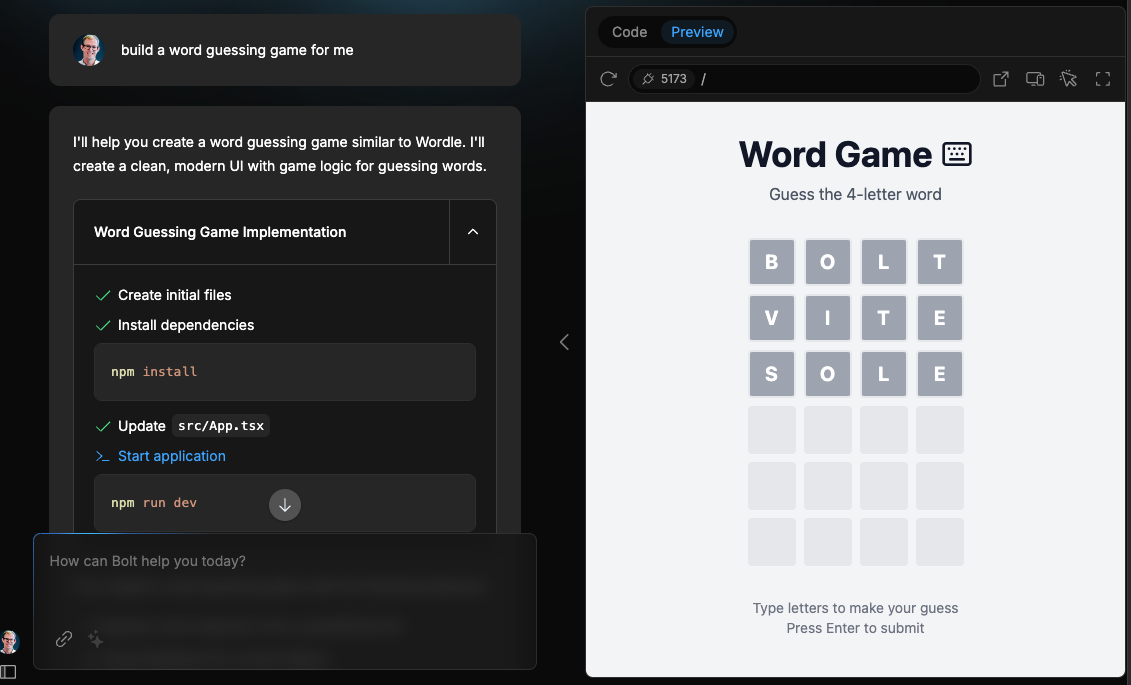 build a word guessing game for me
I'll help you create a word guessing game similar to Wordle. I'll
create a clean, modern UI with game logic for guessing words.
Word Guessing Game Implementation
Create initial files
Install dependencies
npm install
Update src/App.tsx
Start application
npm run dev
How can Bolt help you today?
Code Preview
5173 /
Word Game
Guess the 4-letter word
B O L T
V I T E
S O L E
Type letters to make your guess
Press Enter to submit